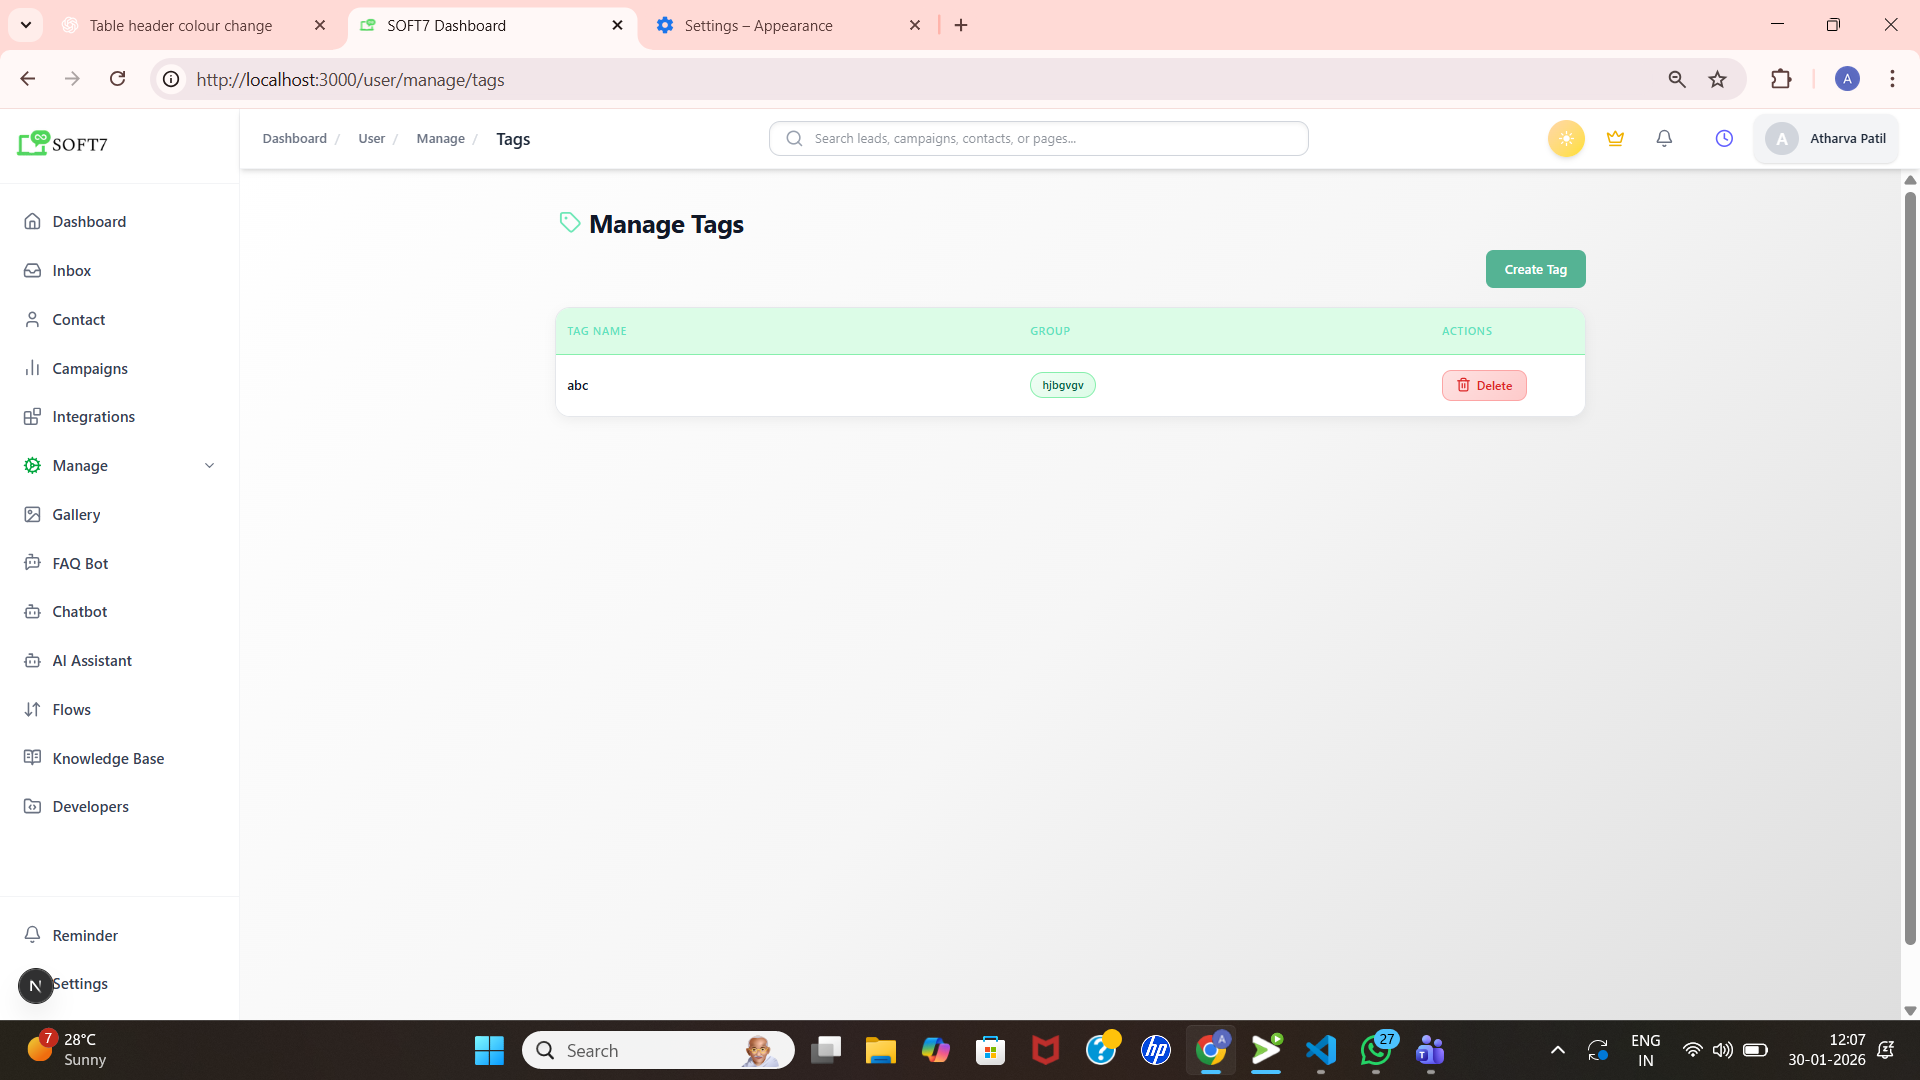 Table header colour change
SOFT7 Dashboard
Settings – Appearance
http://localhost:3000/user/manage/tags
A
SOFT7
Dashboard / User / Manage / Tags
Search leads, campaigns, contacts, or pages...
A
Atharva Patil
Dashboard
Inbox
Contact
Campaigns
Integrations
Manage
Gallery
FAQ Bot
Chatbot
AI Assistant
Flows
Knowledge Base
Developers
Reminder
N
Settings
Manage Tags
Create Tag
TAG NAME GROUP ACTIONS
abc hjbgvgv Delete
7
28°C
Sunny
Search
hp
A
27
T
ENG
IN
12:07
30-01-2026